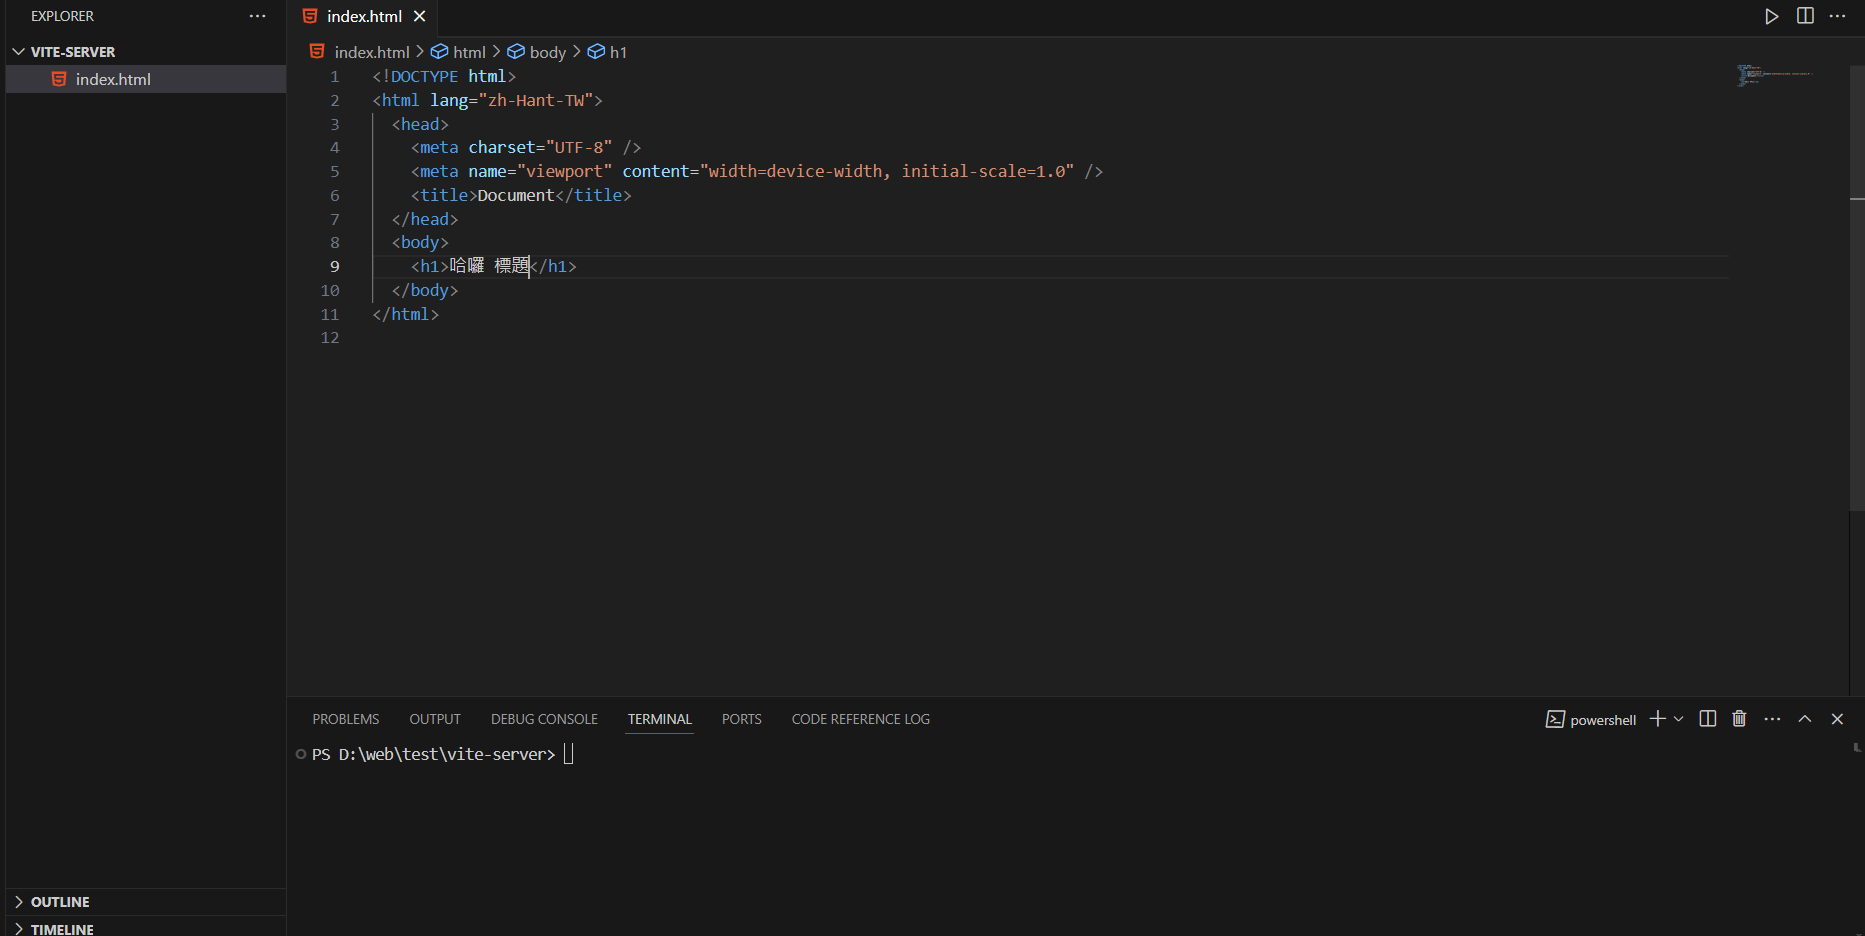 EXPLORER
VITE-SERVER
index.html
index.html
index.html > html > body > h1
1 <!DOCTYPE html>
2 <html lang="zh-Hant-TW">
3 <head>
4 <meta charset="UTF-8" />
5 <meta name="viewport" content="width=device-width, initial-scale=1.0" />
6 <title>Document</title>
7 </head>
8 <body>
9 <h1>哈囉 標題</h1>
10 </body>
11 </html>
12
PROBLEMS OUTPUT DEBUG CONSOLE TERMINAL PORTS CODE REFERENCE LOG powershell
PS D:\web\test\vite-server>
OUTLINE
TIMELINE